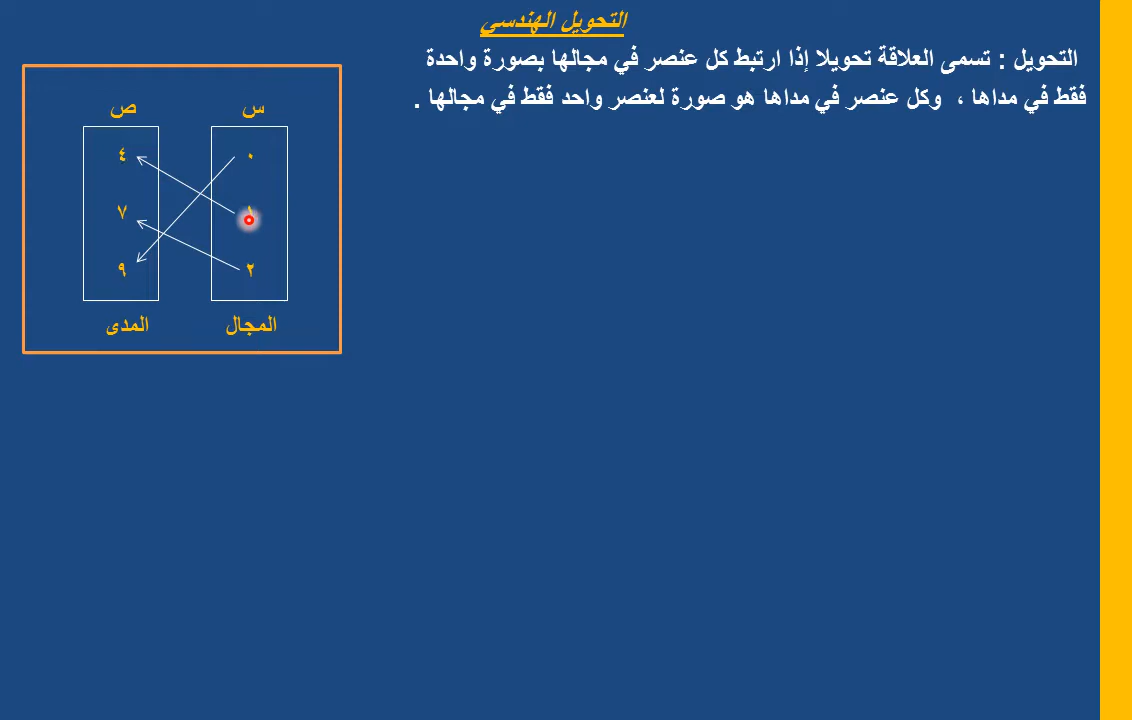 التحويل الهندسي
التحويل : تسمى العلاقة تحويلا إذا ارتبط كل عنصر في مجالها بصورة واحدة
فقط في مداها ، وكل عنصر في مداها هو صورة لعنصر واحد فقط في مجالها .
س ص
٠ ٤
١ ٧
٢ ٩
المجال المدى